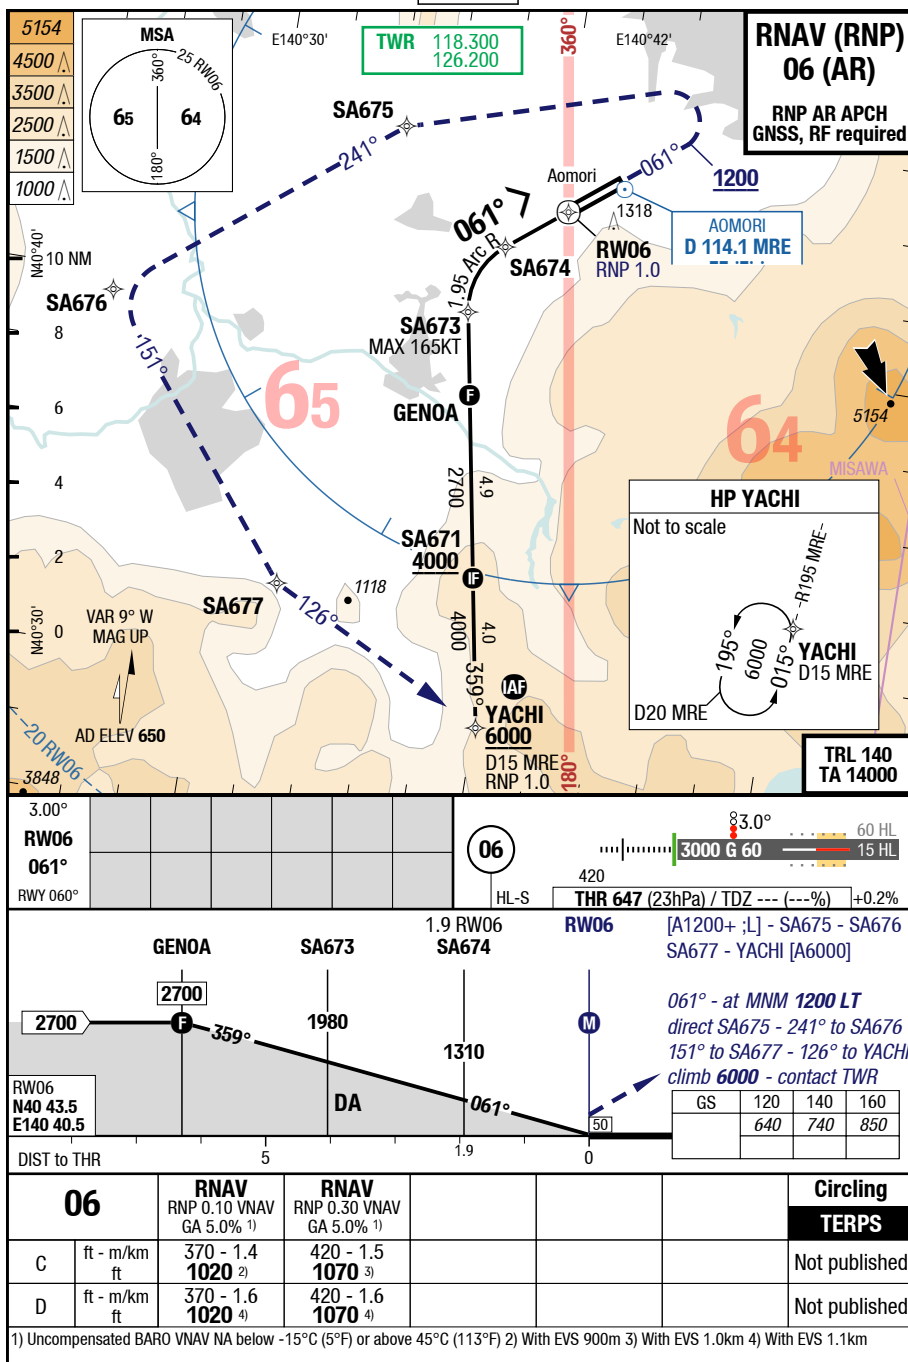 5154
4500
3500
2500
1500
1000
MSA
25 RW06
360°
65
64
180°
E140°30'
TWR 118.300
126.200
360°
E140°42'
RNAV (RNP)
06 (AR)
RNP AR APCH
GNSS, RF required
SA675
241°
061°
1200
Aomori
061°
1318
AOMORI
D 114.1 MRE
RW06
RNP 1.0
SA674
1.95 Arc R
N40°40'
10 NM
SA676
SA673
MAX 165KT
8
151°
65
6
GENOA
64
5154
MISAWA
4
2700
4.9
HP YACHI
Not to scale
R195 MRE
195°
6000
015°
YACHI
D15 MRE
D20 MRE
SA671
4000
IF
2
SA677
1118
126°
VAR 9° W
MAG UP
N40°30'
0
4000
4.0
359°
IAF
YACHI
6000
D15 MRE
RNP 1.0
180°
AD ELEV 650
20 RW06
3848
TRL 140
TA 14000
3.00°
RW06
061°
RWY 060°
06
HL-S
3.0°
60 HL
3000 G 60
15 HL
420
THR 647 (23hPa) / TDZ --- (---%)
+0.2%
1.9 RW06
GENOA
SA673
SA674
RW06
[A1200+ ;L] - SA675 - SA676
SA677 - YACHI [A6000]
2700
2700
F
359°
1980
1310
M
061° - at MNM 1200 LT
direct SA675 - 241° to SA676
151° to SA677 - 126° to YACHI
climb 6000 - contact TWR
RW06
N40 43.5
E140 40.5
DA
061°
50
GS 120 140 160
640 740 850
DIST to THR
5
1.9
0
06
RNAV
RNP 0.10 VNAV
GA 5.0% 1)
RNAV
RNP 0.30 VNAV
GA 5.0% 1)
Circling
TERPS
C
ft - m/km
ft
370 - 1.4
1020 2)
420 - 1.5
1070 3)
Not published
D
ft - m/km
ft
370 - 1.6
1020 4)
420 - 1.6
1070 4)
Not published
1) Uncompensated BARO VNAV NA below -15°C (5°F) or above 45°C (113°F) 2) With EVS 900m 3) With EVS 1.0km 4) With EVS 1.1km